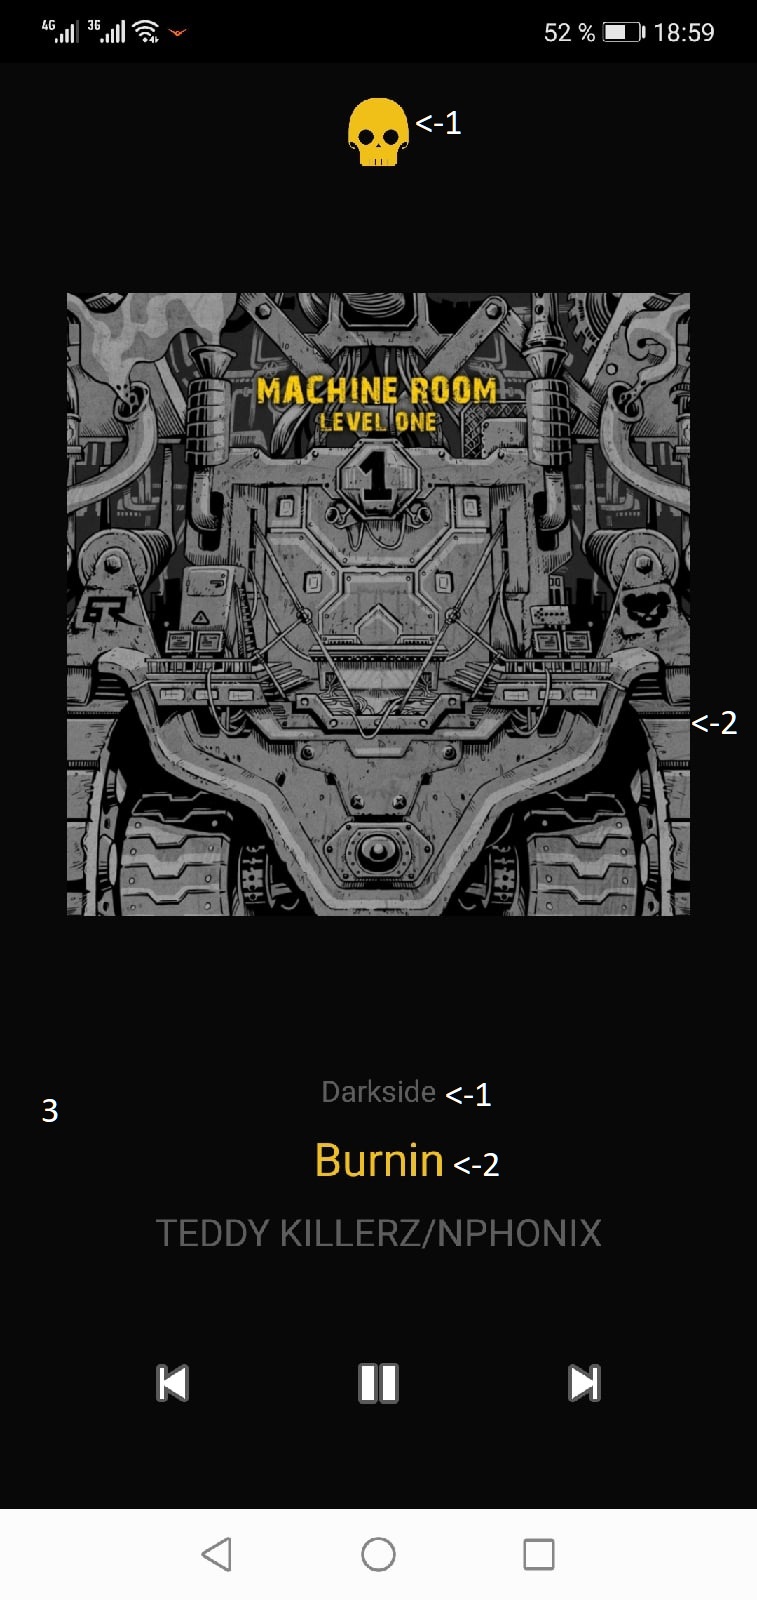 4G 3G 52 % 18:59
<-1
MACHINE ROOM
LEVEL ONE
1
6R
<-2
Darkside <-1
3
Burnin <-2
TEDDY KILLERZ/NPHONIX